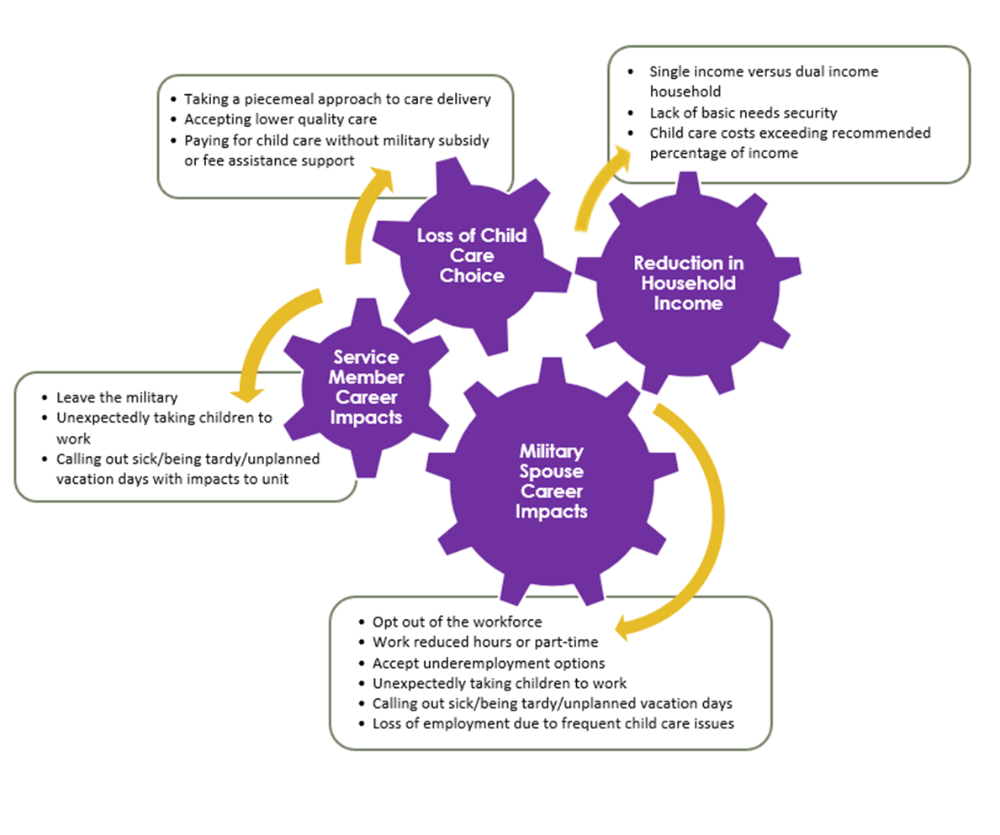 • Taking a piecemeal approach to care delivery
• Accepting lower quality care
• Paying for child care without military subsidy
or fee assistance support
• Single income versus dual income
household
• Lack of basic needs security
• Child care costs exceeding recommended
percentage of income
Loss of Child
Care
Choice
Reduction in
Household
Income
Service
Member
Career
Impacts
• Leave the military
• Unexpectedly taking children to
work
• Calling out sick/being tardy/unplanned
vacation days with impacts to unit
Military
Spouse
Career
Impacts
• Opt out of the workforce
• Work reduced hours or part-time
• Accept underemployment options
• Unexpectedly taking children to work
• Calling out sick/being tardy/unplanned vacation days
• Loss of employment due to frequent child care issues